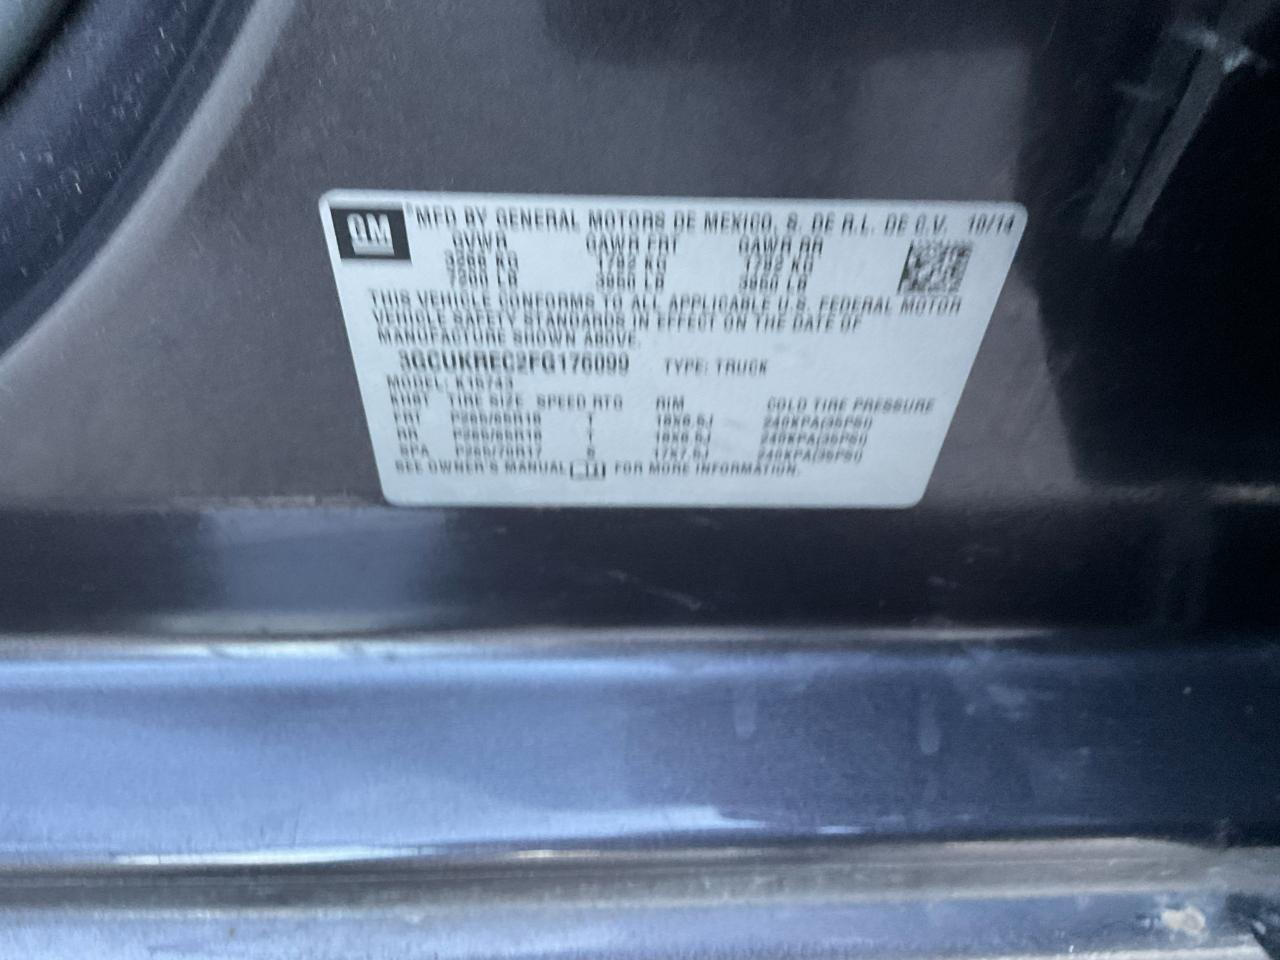 GM MFD BY GENERAL MOTORS DE MEXICO, S. DE R.L. DE C.V. 10/14
GVWR GAWR FRT GAWR RR
KG 1792 KG 1792 KG
LB 3950 LB 3950 LB
THIS VEHICLE CONFORMS TO ALL APPLICABLE U.S. FEDERAL MOTOR
VEHICLE SAFETY STANDARDS IN EFFECT ON THE DATE OF
MANUFACTURE SHOWN ABOVE.
3GCUKREC2FG176099 TYPE: TRUCK
MODEL: K15743
TIRE SIZE SPEED RTG RIM COLD TIRE PRESSURE
FRT P265/65R18 T 18X8.5J 240KPA(35PSI)
RR P265/65R18 T 18X8.5J 240KPA(35PSI)
SPA P265/70R17 S 17X7.5J 240KPA(35PSI)
SEE OWNER'S MANUAL FOR MORE INFORMATION.